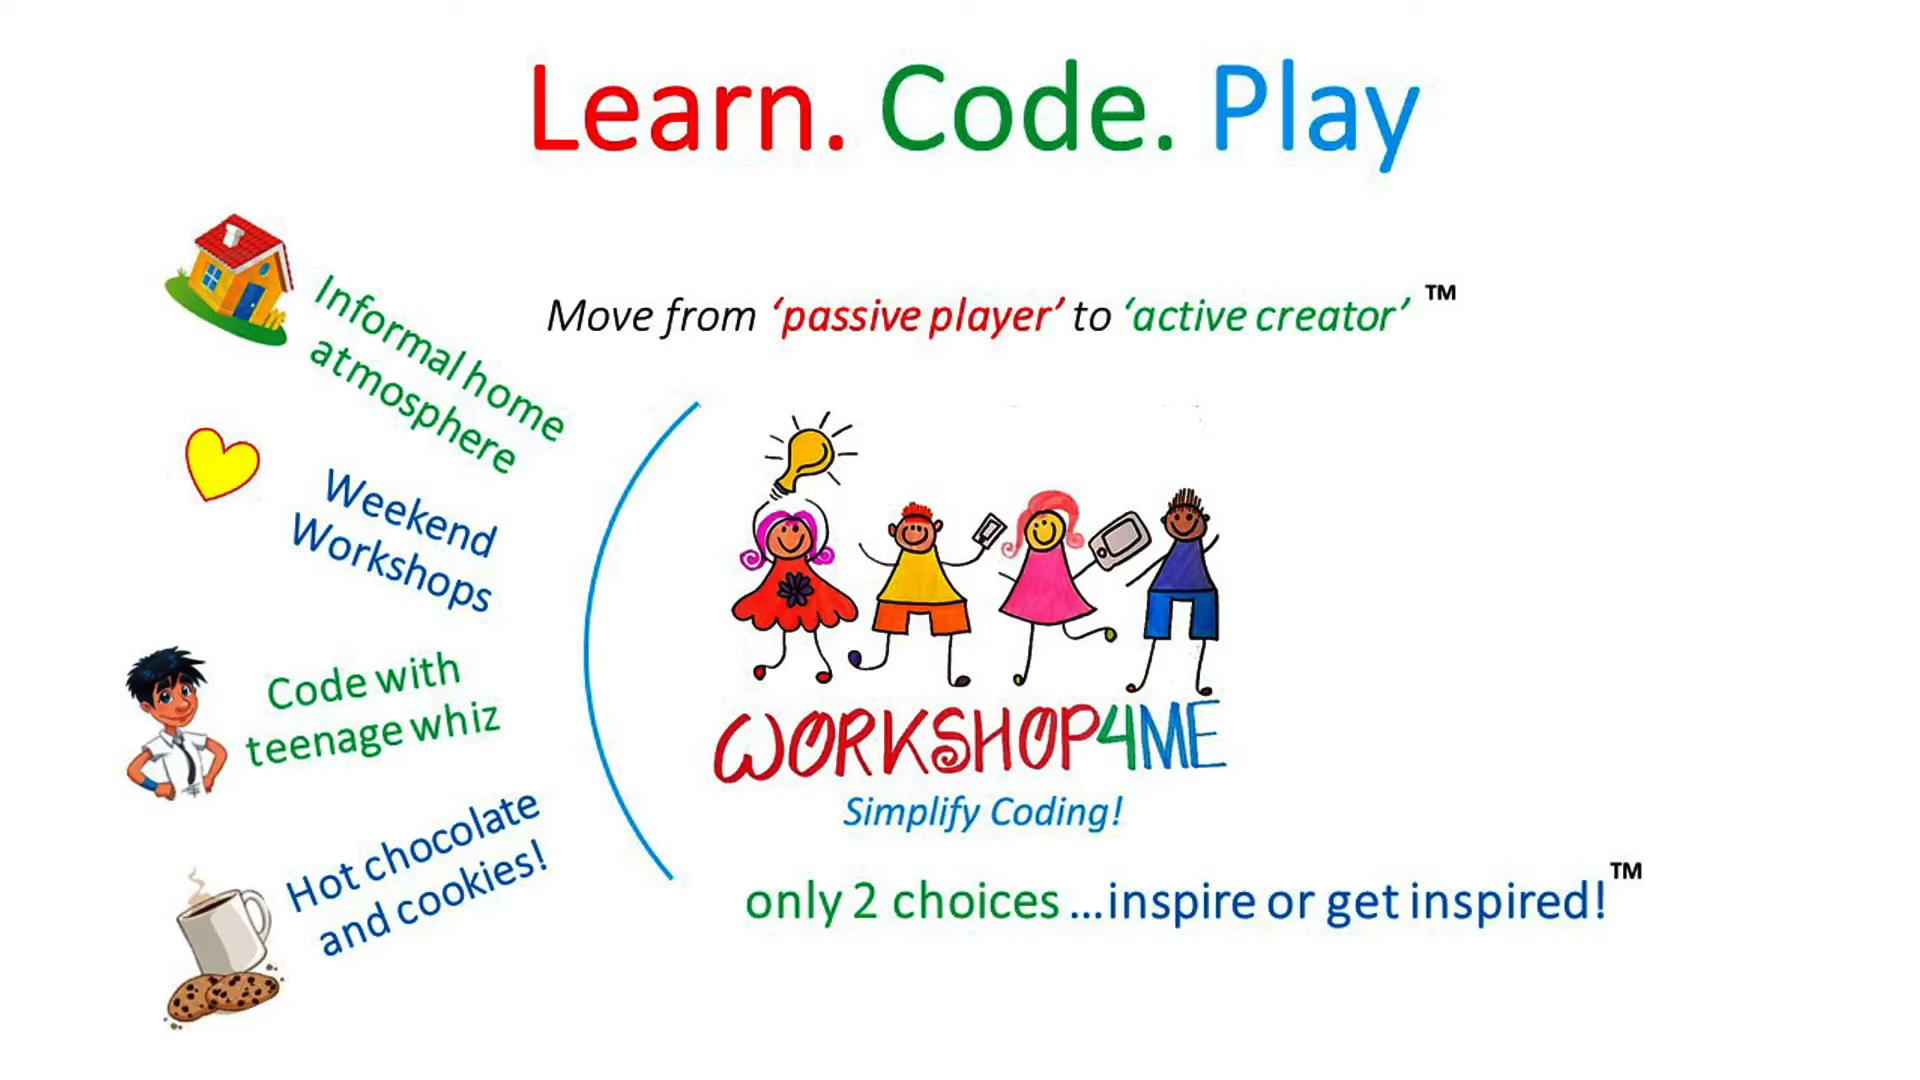 Learn. Code. Play
Move from ‘passive player’ to ‘active creator’ ™
Informal home
atmosphere
Weekend
Workshops
Code with
teenage whiz
Hot chocolate
and cookies!
WORKSHOP4ME
Simplify Coding!
only 2 choices ...inspire or get inspired!™